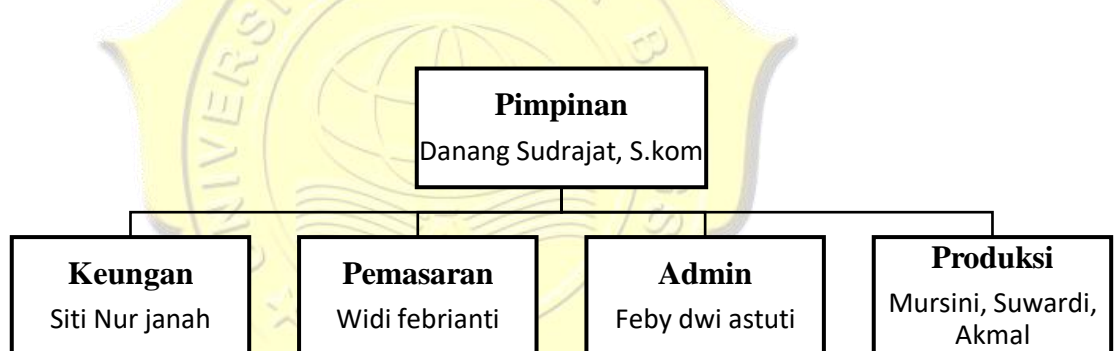 Pimpinan
Danang Sudrajat, S.kom
Keungan
Siti Nur janah
Pemasaran
Widi febrianti
Admin
Feby dwi astuti
Produksi
Mursini, Suwardi,
Akmal